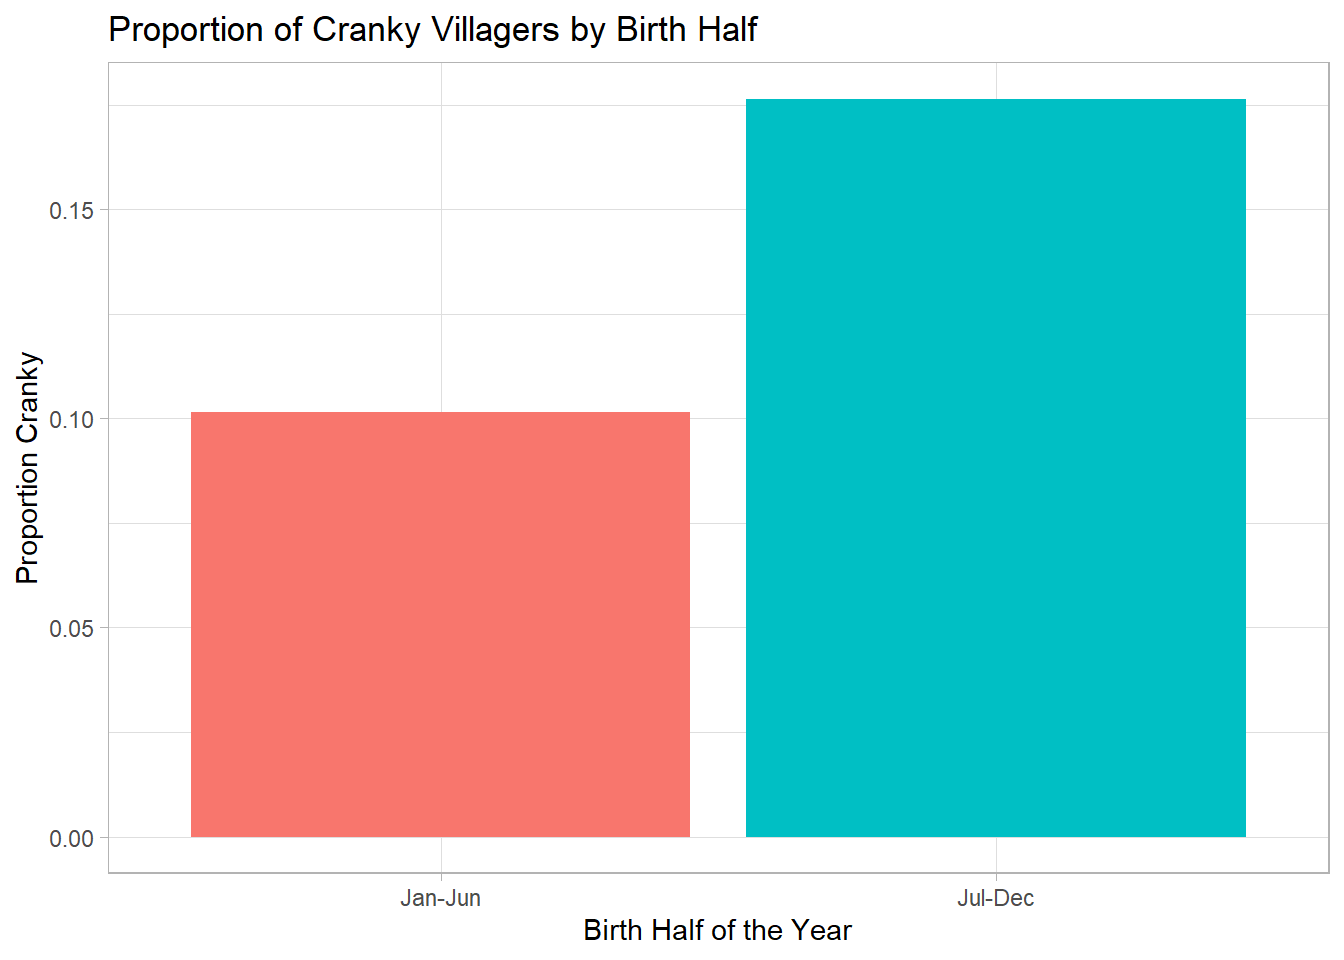 Proportion of Cranky Villagers by Birth Half
Proportion Cranky
0.15
0.10
0.05
0.00
Jan-Jun
Jul-Dec
Birth Half of the Year